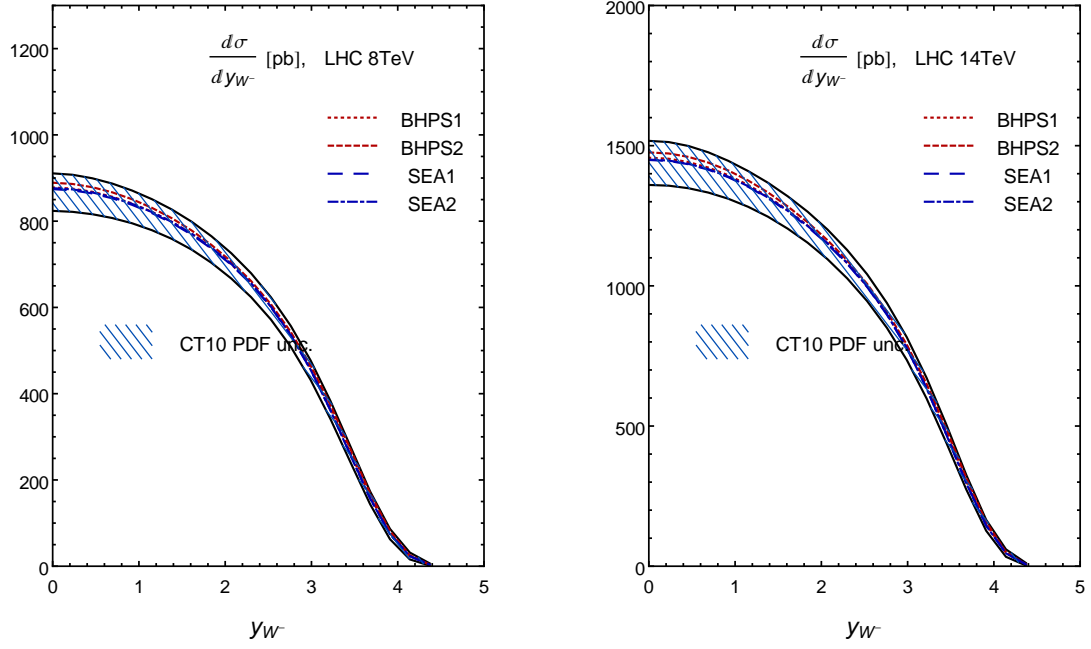 dσ
dy_{W⁻} [pb], LHC 8TeV
BHPS1
BHPS2
SEA1
SEA2
CT10 PDF unc.
1200
1000
800
600
400
200
0
0 1 2 3 4 5
y_{W⁻}
dσ
dy_{W⁻} [pb], LHC 14TeV
BHPS1
BHPS2
SEA1
SEA2
CT10 PDF unc.
2000
1500
1000
500
0
0 1 2 3 4 5
y_{W⁻}